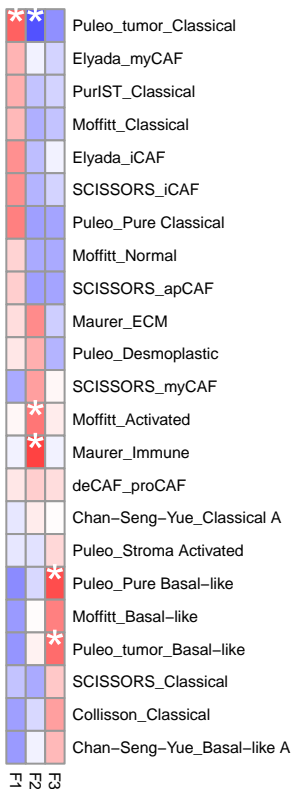 Puleo_tumor_Classical
Elyada_myCAF
PurIST_Classical
Moffitt_Classical
Elyada_iCAF
SCISSORS_iCAF
Puleo_Pure Classical
Moffitt_Normal
SCISSORS_apCAF
Maurer_ECM
Puleo_Desmoplastic
SCISSORS_myCAF
Moffitt_Activated
Maurer_Immune
deCAF_proCAF
Chan−Seng−Yue_Classical A
Puleo_Stroma Activated
Puleo_Pure Basal−like
Moffitt_Basal−like
Puleo_tumor_Basal−like
SCISSORS_Classical
Collisson_Classical
Chan−Seng−Yue_Basal−like A
F1 F2 F3